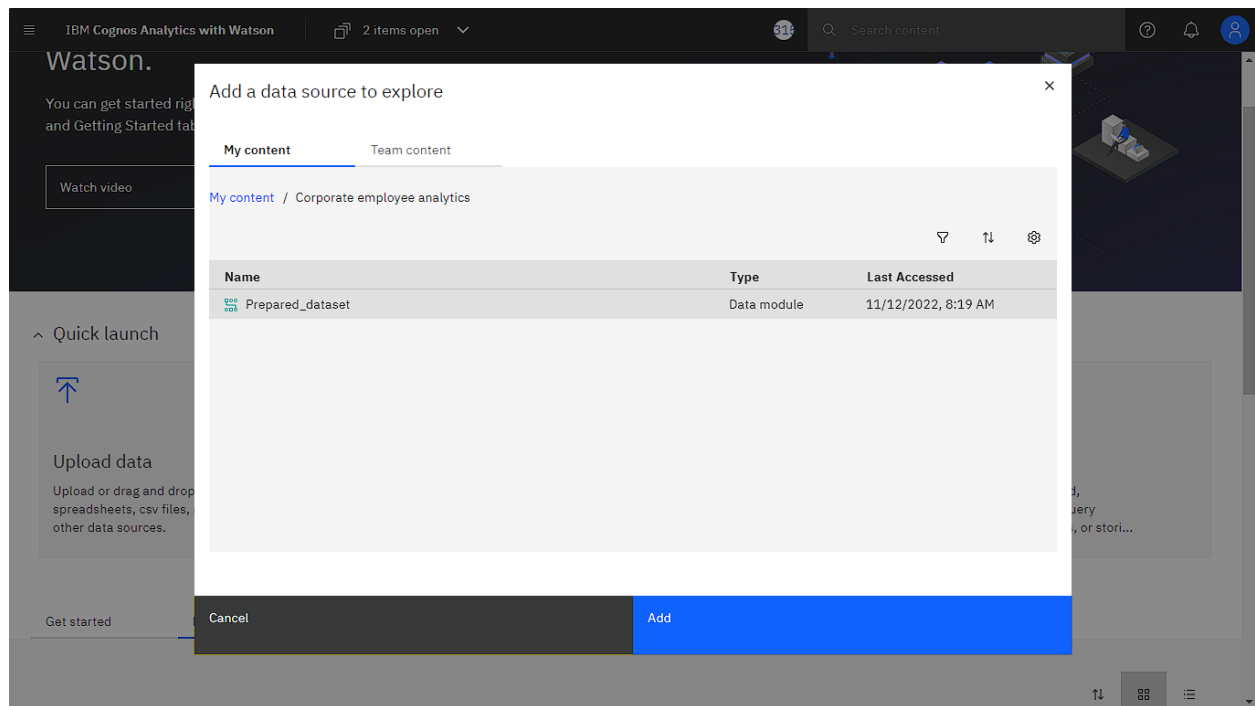 IBM Cognos Analytics with Watson
2 items open
Search content
Watson.
You can get started
and Getting Started
Watch video
Add a data source to explore
My content
Team content
My content / Corporate employee analytics
Name Type Last Accessed
Prepared_dataset Data module 11/12/2022, 8:19 AM
Quick launch
Upload data
Upload or drag and drop
spreadsheets, csv files,
other data sources.
, or stori...
Cancel
Add
Get started